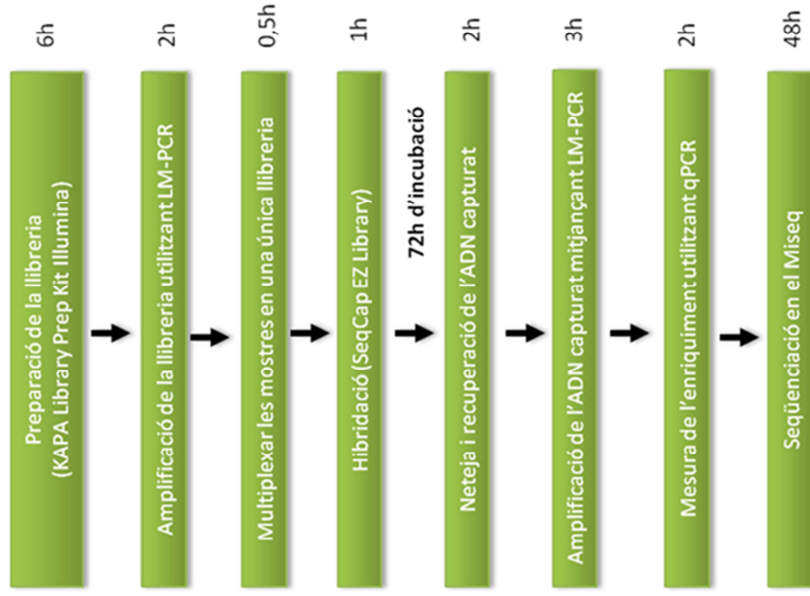 Preparació de la llibreria
(KAPA Library Prep Kit Illumina)
6h
Amplificació de la llibreria utilitzant LM-PCR
2h
Multiplexar les mostres en una única llibreria
0,5h
Hibridació (SeqCap EZ Library)
1h
72h d'incubació
Neteja i recuperació de l'ADN capturat
2h
Amplificació de l'ADN capturat mitjançant LM-PCR
3h
Mesura de l'enriquiment utilitzant qPCR
2h
Seqüenciació en el Miseq
48h